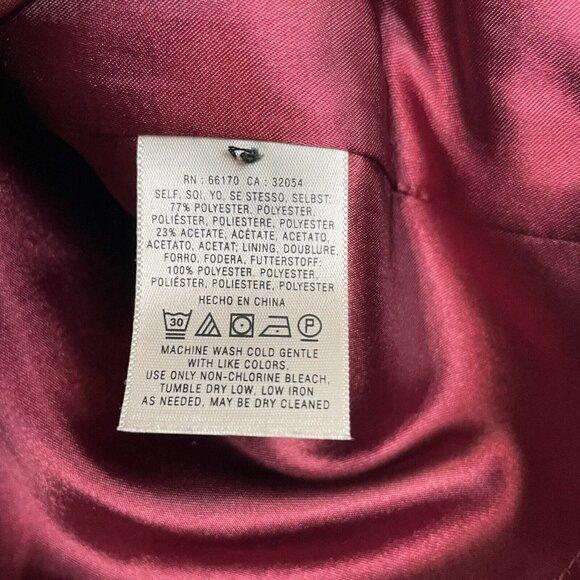 RN : 66170 CA : 32054
SELF, SOI, YO, SE STESSO, SELBST:
77% POLYESTER, POLYESTER,
POLIÉSTER, POLIESTERE, POLYESTER
23% ACETATE, ACÉTATE, ACETATO,
ACETATO, ACETAT; LINING, DOUBLURE,
FORRO, FODERA, FUTTERSTOFF:
100% POLYESTER, POLYESTER,
POLIÉSTER, POLIESTERE, POLYESTER
HECHO EN CHINA
30 P
MACHINE WASH COLD GENTLE
WITH LIKE COLORS,
USE ONLY NON-CHLORINE BLEACH,
TUMBLE DRY LOW, LOW IRON
AS NEEDED, MAY BE DRY CLEANED